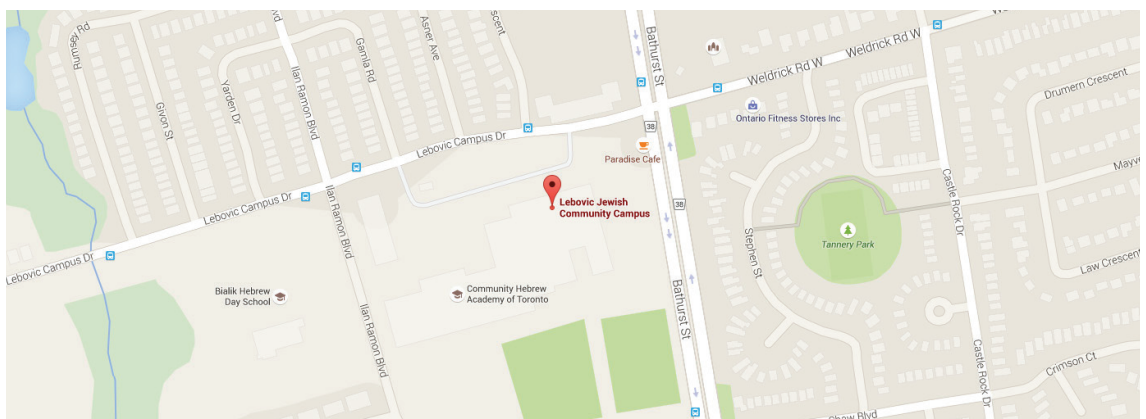 Rumsey Rd
Givon St
Yarden Dr
Ilan Ramon Blvd
Gamla Rd
Asner Ave
Lebovic Campus Dr
Bathurst St
38
Weldrick Rd W
Weldrick Rd W
Ontario Fitness Stores Inc
Drumern Crescent
Paradise Cafe
Lebovic Jewish
Community Campus
Lebovic Campus Dr
Ilan Ramon Blvd
38
Castle Rock Dr
Stephen St
Tannery Park
Law Crescent
Lebovic Campus Dr
Bialik Hebrew
Day School
Community Hebrew
Academy of Toronto
Ilan Ramon Blvd
Bathurst St
Castle Rock Dr
Crimson Ct